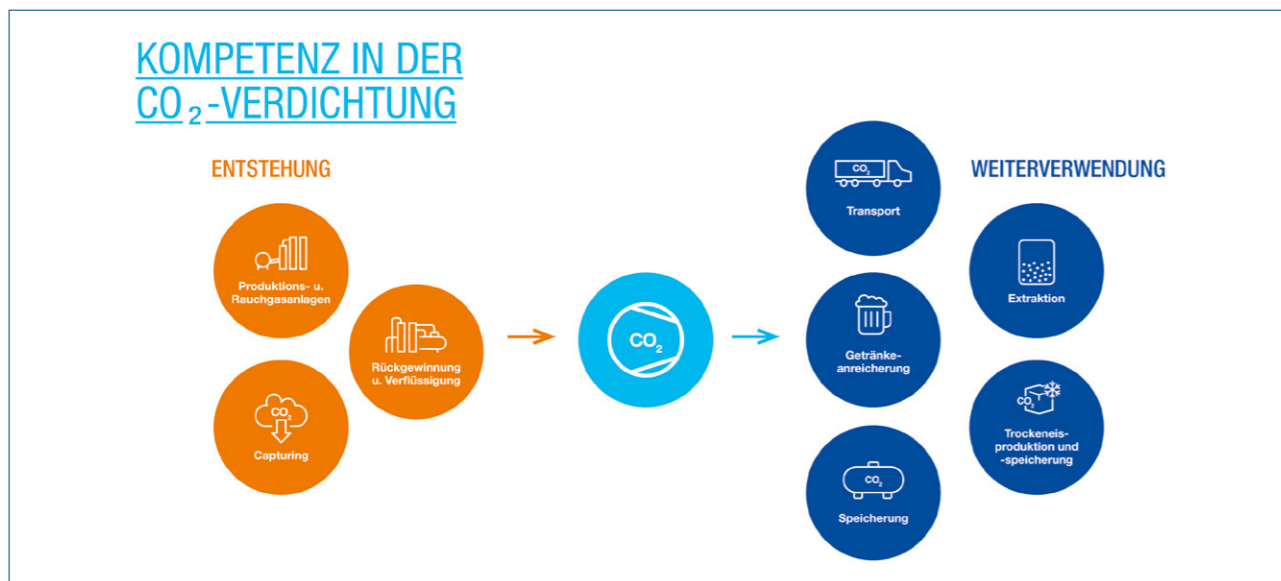 KOMPETENZ IN DER
CO₂-VERDICHTUNG
ENTSTEHUNG
Produktions- u.
Rauchgasanlagen
CO₂
Capturing
Rückgewinnung
u. Verflüssigung
CO₂
CO₂
Transport
Getränke-
anreicherung
CO₂
Speicherung
WEITERVERWENDUNG
Extraktion
CO₂
Trockeneis-
produktion und
-speicherung